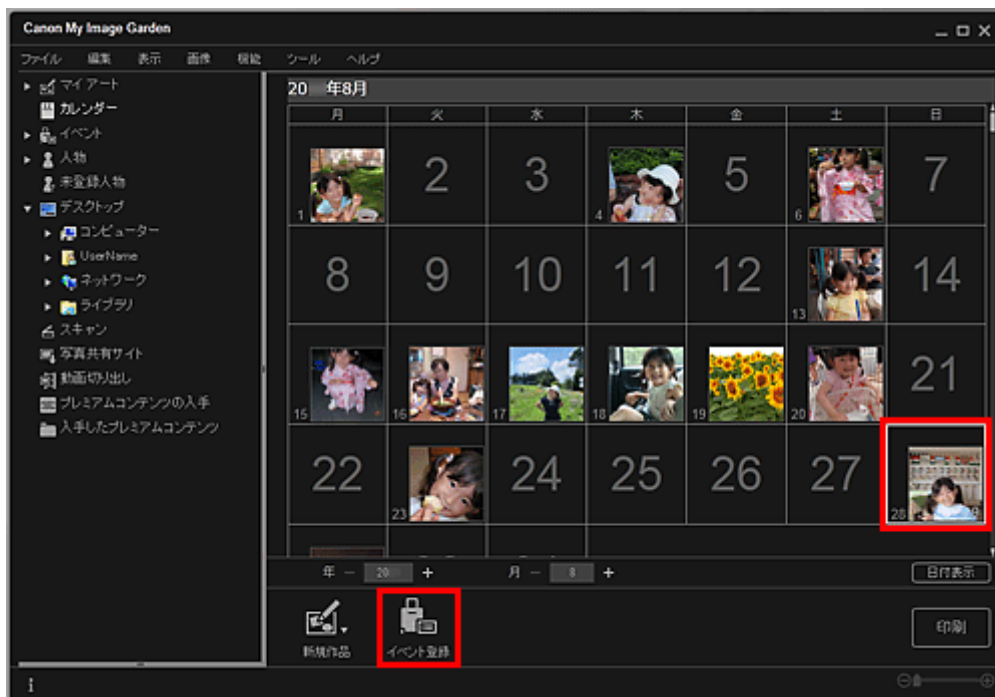 Canon My Image Garden
ファイル 編集 表示 画像 機能 ツール ヘルプ
マイ アート
カレンダー
イベント
人物
未登録人物
デスクトップ
コンピューター
UserName
ネットワーク
ライブラリ
スキャン
写真共有サイト
動画切り出し
プレミアムコンテンツの入手
入手したプレミアムコンテンツ
20 年8月
月 火 水 木 金 土 日
1 2 3 4 5 6 7
8 9 10 11 12 13 14
15 16 17 18 19 20 21
22 23 24 25 26 27 28
年 － 20 ＋ 月 － 8 ＋ 日付表示
新規作品 イベント登録 印刷